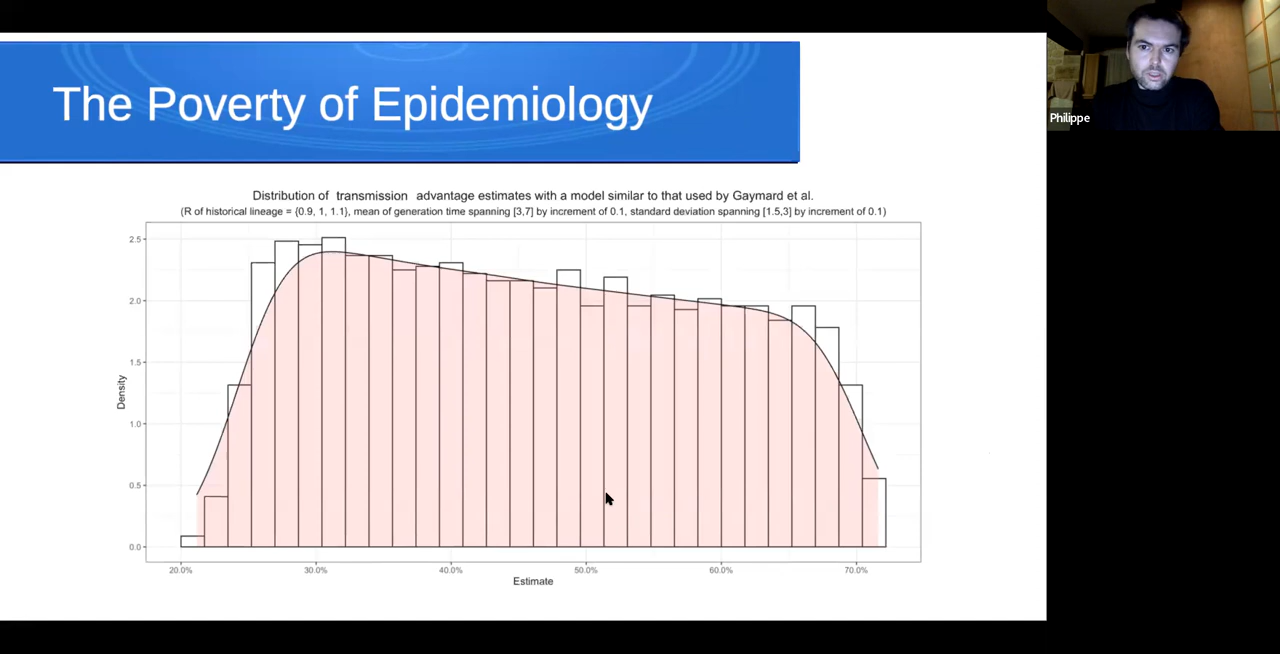 The Poverty of Epidemiology
Philippe
Distribution of transmission advantage estimates with a model similar to that used by Gaymard et al.
(R of historical lineage = {0.9, 1, 1.1}, mean of generation time spanning [3,7] by increment of 0.1, standard deviation spanning [1.5,3] by increment of 0.1)
2.5
2.0
1.5
1.0
0.5
0.0
Density
20.0% 30.0% 40.0% 50.0% 60.0% 70.0%
Estimate